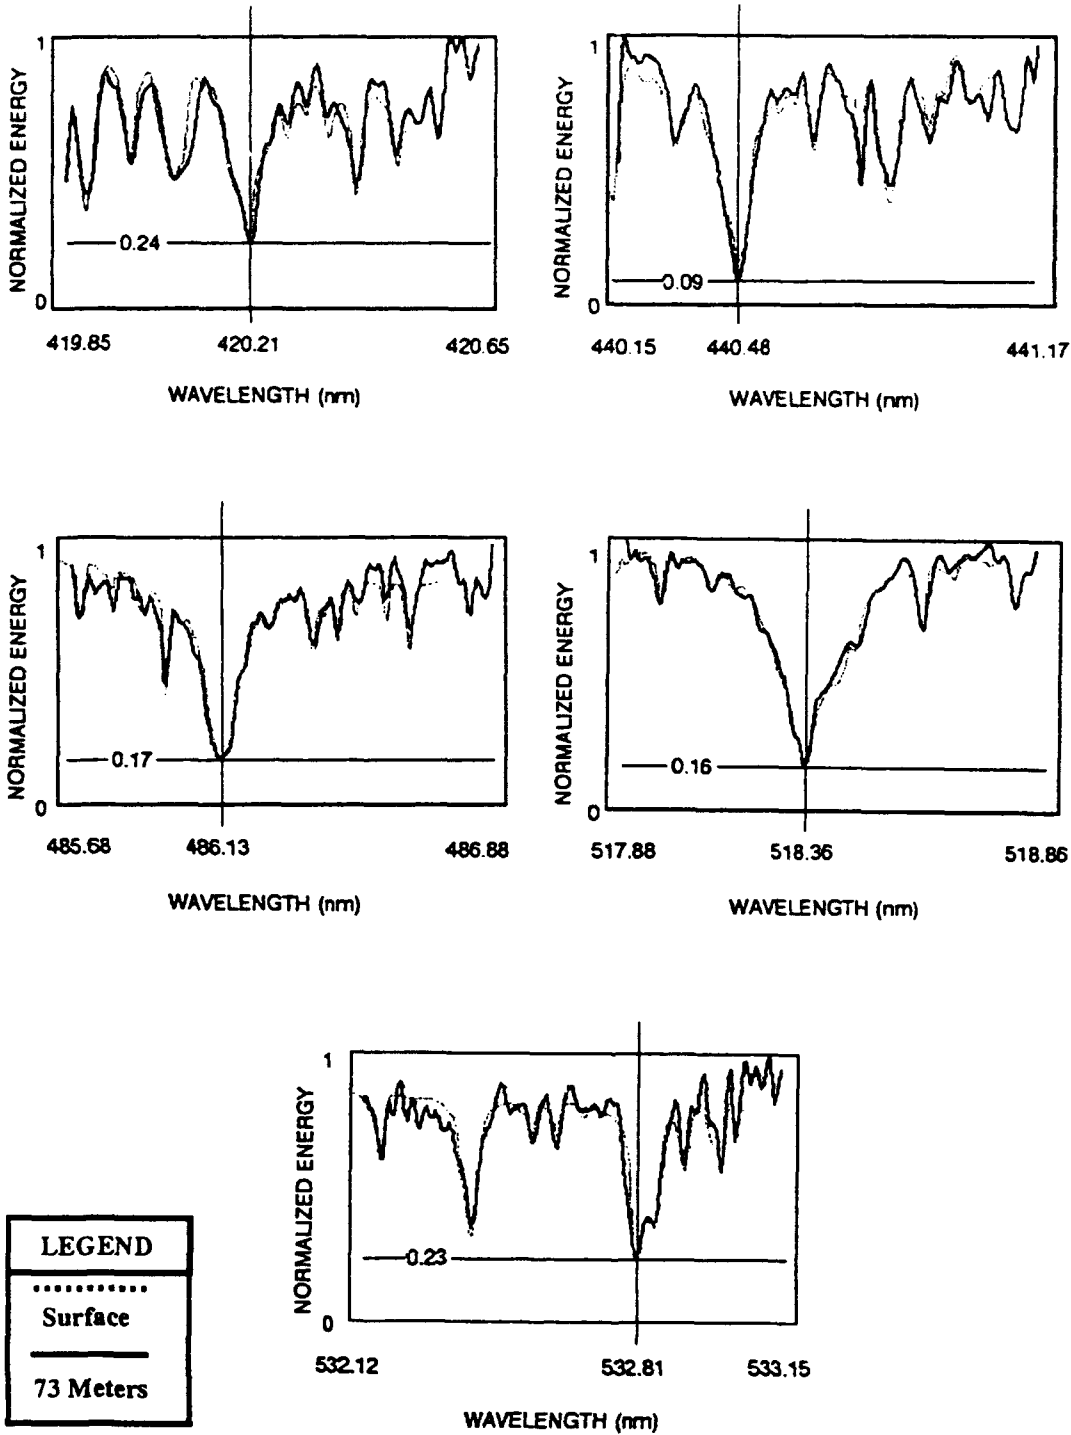 NORMALIZED ENERGY
1
0.24
0
419.85 420.21 420.65
WAVELENGTH (nm)
NORMALIZED ENERGY
1
0.09
0
440.15 440.48 441.17
WAVELENGTH (nm)
NORMALIZED ENERGY
1
0.17
0
485.68 486.13 486.88
WAVELENGTH (nm)
NORMALIZED ENERGY
1
0.16
0
517.88 518.36 518.86
WAVELENGTH (nm)
NORMALIZED ENERGY
1
0.23
0
532.12 532.81 533.15
WAVELENGTH (nm)
LEGEND
Surface
73 Meters